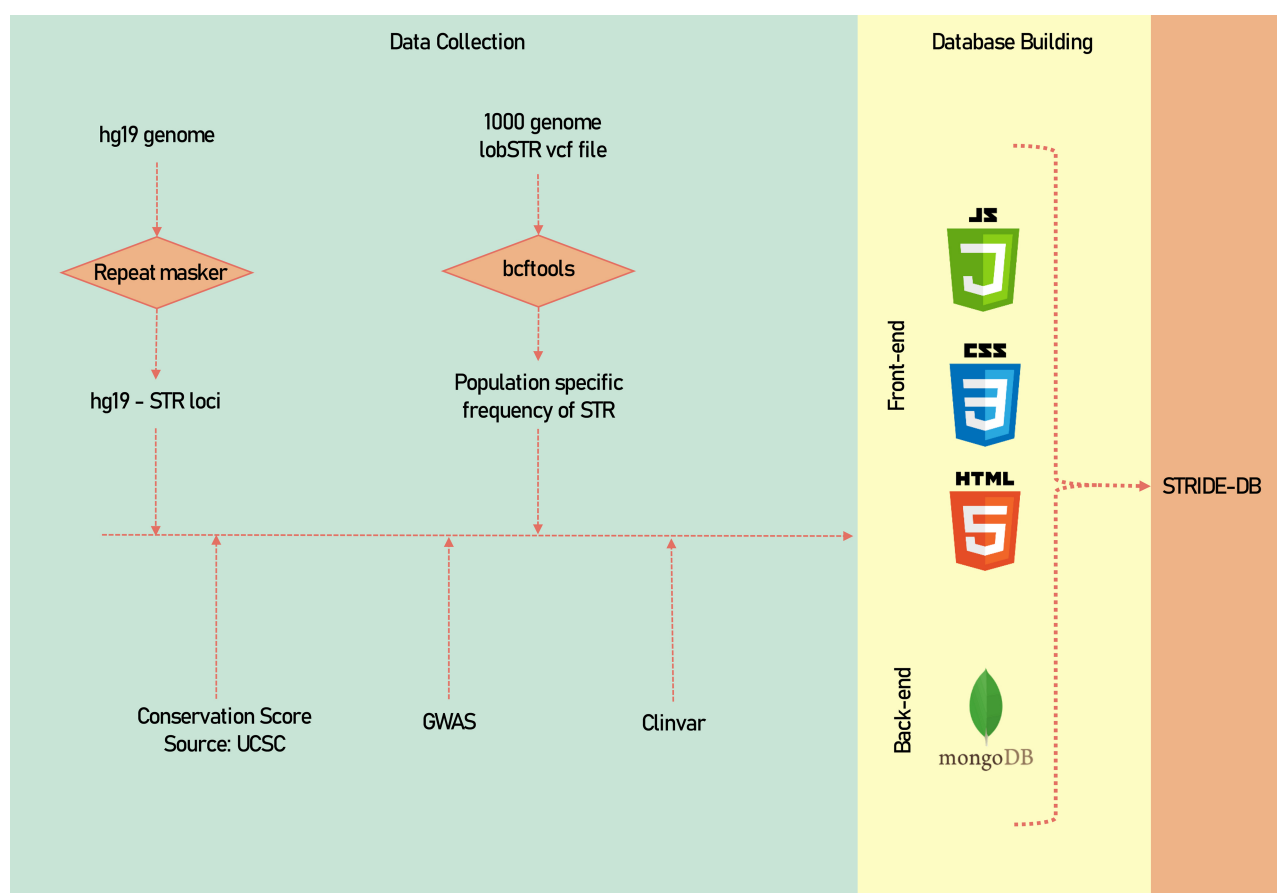 Data Collection
Database Building
hg19 genome
1000 genome
lobSTR vcf file
Repeat masker
bcftools
hg19 - STR loci
Population specific
frequency of STR
Conservation Score
Source: UCSC
GWAS
Clinvar
Front-end
JS
CSS
3
HTML
5
Back-end
mongoDB
STRIDE-DB